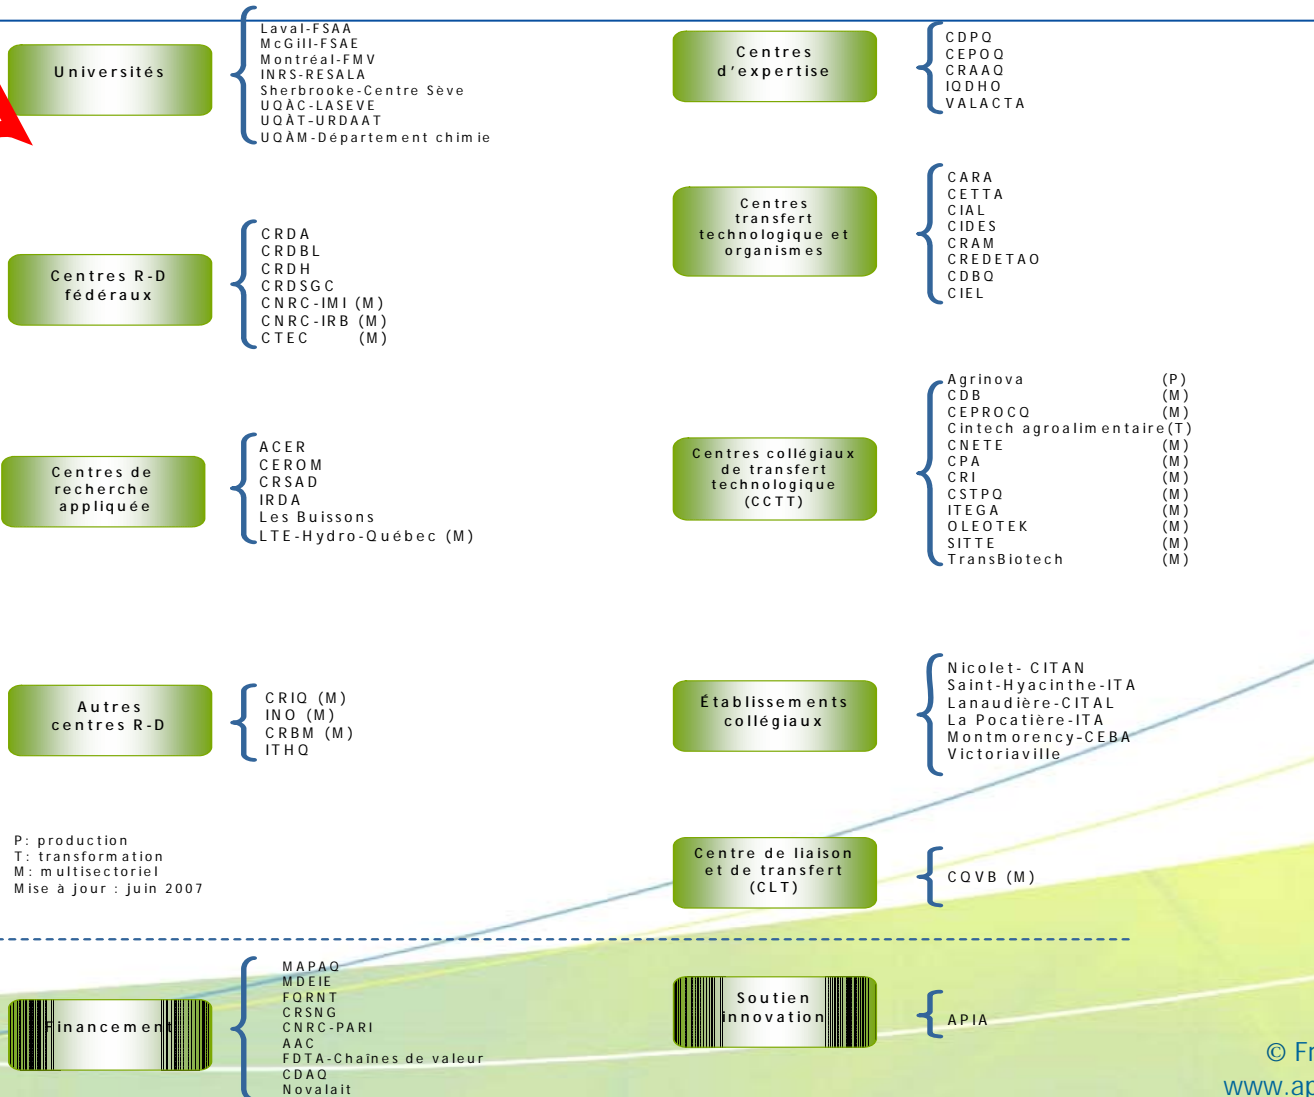 Universités
Laval-FSAA
McGill-FSAE
Montréal-FMV
INRS-RESALA
Sherbrooke-Centre Sève
UQÀC-LASEVE
UQÀT-URDAAT
UQÀM-Département chimie
Centres
d'expertise
CDPQ
CEPOQ
CRAAQ
IQDHO
VALACTA
Centres R-D
fédéraux
CRDA
CRDBL
CRDH
CRDSGC
CNRC-IMI (M)
CNRC-IRB (M)
CTEC (M)
Centres
transfert
technologique et
organismes
CARA
CETTA
CIAL
CIDES
CRAM
CREDETAO
CDBQ
CIEL
Centres de
recherche
appliquée
ACER
CEROM
CRSAD
IRDA
Les Buissons
LTE-Hydro-Québec (M)
Centres collégiaux
de transfert
technologique
(CCTT)
Agrinova (P)
CDB (M)
CEPROCQ (M)
Cintech agroalimentaire(T)
CNETE (M)
CPA (M)
CRI (M)
CSTPQ (M)
ITEGA (M)
OLEOTEK (M)
SITTE (M)
TransBiotech (M)
Autres
centres R-D
CRIQ (M)
INO (M)
CRBM (M)
ITHQ
Établissements
collégiaux
Nicolet- CITAN
Saint-Hyacinthe-ITA
Lanaudière-CITAL
La Pocatière-ITA
Montmorency-CEBA
Victoriaville
P: production
T: transformation
M: multisectoriel
Mise à jour : juin 2007
Centre de liaison
et de transfert
(CLT)
CQVB (M)
Financement
MAPAQ
MDEIE
FQRNT
CRSNG
CNRC-PARI
AAC
FDTA-Chaînes de valeur
CDAQ
Novalait
Soutien
innovation
APIA
© Fr
www.ap